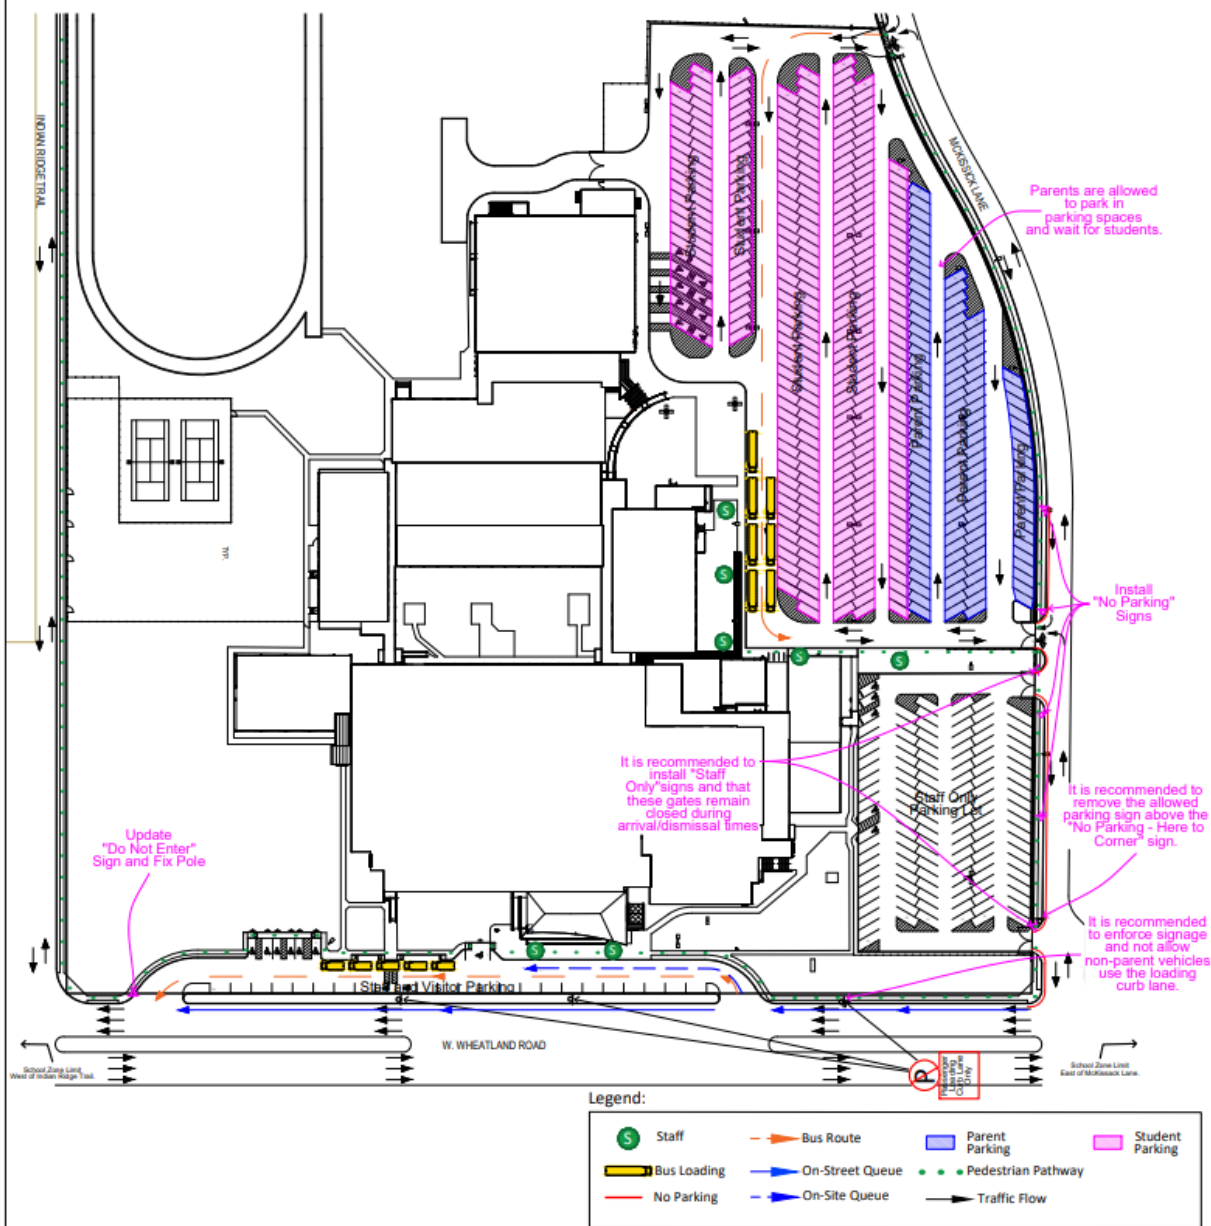 INDIAN RIDGE TRAIL
MCKISSICK LANE
Parents are allowed
to park in
parking spaces
and wait for students.
Student Parking
Student Parking
Student Parking
Student Parking
Parent Parking
Parent Parking
Parent Parking
TYP.
S
S
S
S
S
Install
"No Parking"
Signs
It is recommended to
install "Staff
Only"signs and that
these gates remain
closed during
arrival/dismissal times
Staff Only
Parking Lot
It is recommended to
remove the allowed
parking sign above the
"No Parking - Here to
Corner" sign.
Update
"Do Not Enter"
Sign and Fix Pole
It is recommended
to enforce signage
and not allow
non-parent vehicles
use the loading
curb lane.
S
S
Staff and Visitor Parking
W. WHEATLAND ROAD
School Zone Limit
West of Indian Ridge Trail.
School Zone Limit
East of McKissack Lane.
P
Passenger
Loading
Curb Lane
Only
Legend:
S
Staff
Bus Route
Parent
Parking
Student
Parking
Bus Loading
On-Street Queue
Pedestrian Pathway
No Parking
On-Site Queue
Traffic Flow